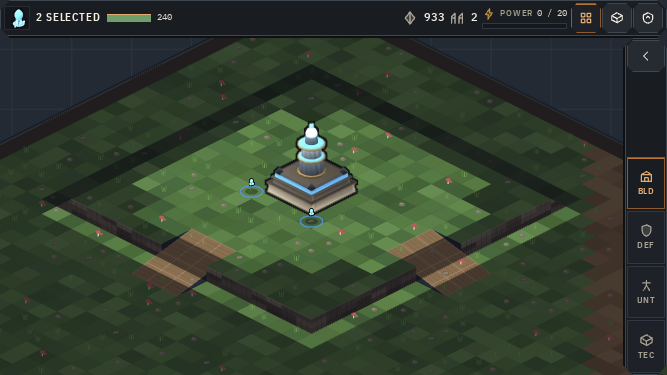 2 SELECTED 240 933 2 POWER 0 / 20
BLD
DEF
UNT
TEC